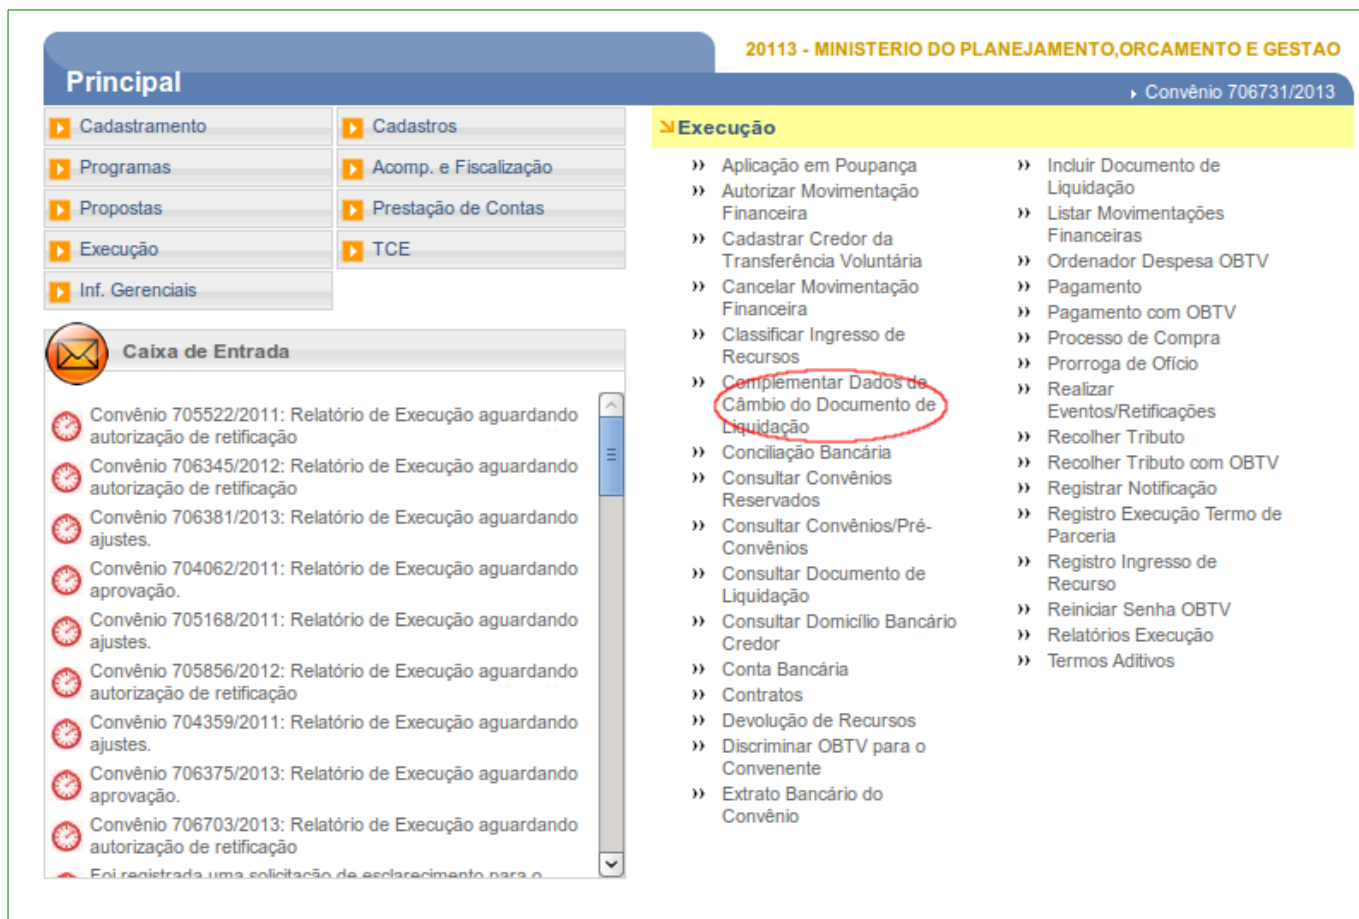 20113 - MINISTERIO DO PLANEJAMENTO,ORCAMENTO E GESTAO
Principal
Convênio 706731/2013
Cadastramento
Cadastros
Programas
Acomp. e Fiscalização
Propostas
Prestação de Contas
Execução
TCE
Inf. Gerenciais
Caixa de Entrada
Convênio 705522/2011: Relatório de Execução aguardando
autorização de retificação
Convênio 706345/2012: Relatório de Execução aguardando
autorização de retificação
Convênio 706381/2013: Relatório de Execução aguardando
ajustes.
Convênio 704062/2011: Relatório de Execução aguardando
aprovação.
Convênio 705168/2011: Relatório de Execução aguardando
ajustes.
Convênio 705856/2012: Relatório de Execução aguardando
autorização de retificação
Convênio 704359/2011: Relatório de Execução aguardando
ajustes.
Convênio 706375/2013: Relatório de Execução aguardando
aprovação.
Convênio 706703/2013: Relatório de Execução aguardando
autorização de retificação
Foi registrada uma solicitação de esclarecimento para o
Execução
Aplicação em Poupança
Autorizar Movimentação
Financeira
Cadastrar Credor da
Transferência Voluntária
Cancelar Movimentação
Financeira
Classificar Ingresso de
Recursos
Complementar Dados de
Câmbio do Documento de
Liquidação
Conciliação Bancária
Consultar Convênios
Reservados
Consultar Convênios/Pré-
Convênios
Consultar Documento de
Liquidação
Consultar Domicílio Bancário
Credor
Conta Bancária
Contratos
Devolução de Recursos
Discriminar OBTV para o
Convenente
Extrato Bancário do
Convênio
Incluir Documento de
Liquidação
Listar Movimentações
Financeiras
Ordenador Despesa OBTV
Pagamento
Pagamento com OBTV
Processo de Compra
Prorroga de Ofício
Realizar
Eventos/Retificações
Recolher Tributo
Recolher Tributo com OBTV
Registrar Notificação
Registro Execução Termo de
Parceria
Registro Ingresso de
Recurso
Reiniciar Senha OBTV
Relatórios Execução
Termos Aditivos